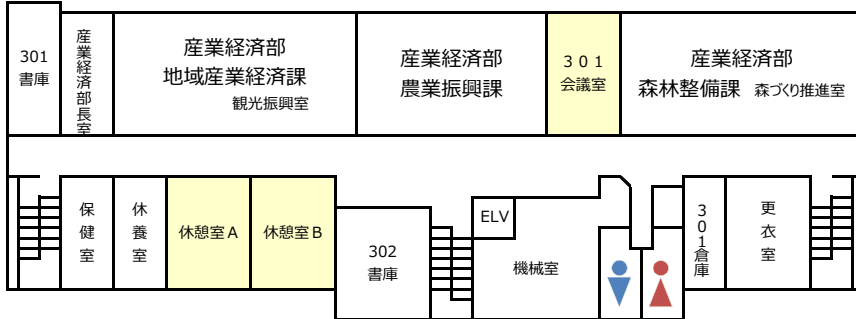 301
書庫
産業経済部長室
産業経済部
地域産業経済課
観光振興室
産業経済部
農業振興課
３０１
会議室
産業経済部
森林整備課 森づくり推進室
保健室
休養室
休憩室A
休憩室B
302
書庫
ELV
機械室
301倉庫
更衣室